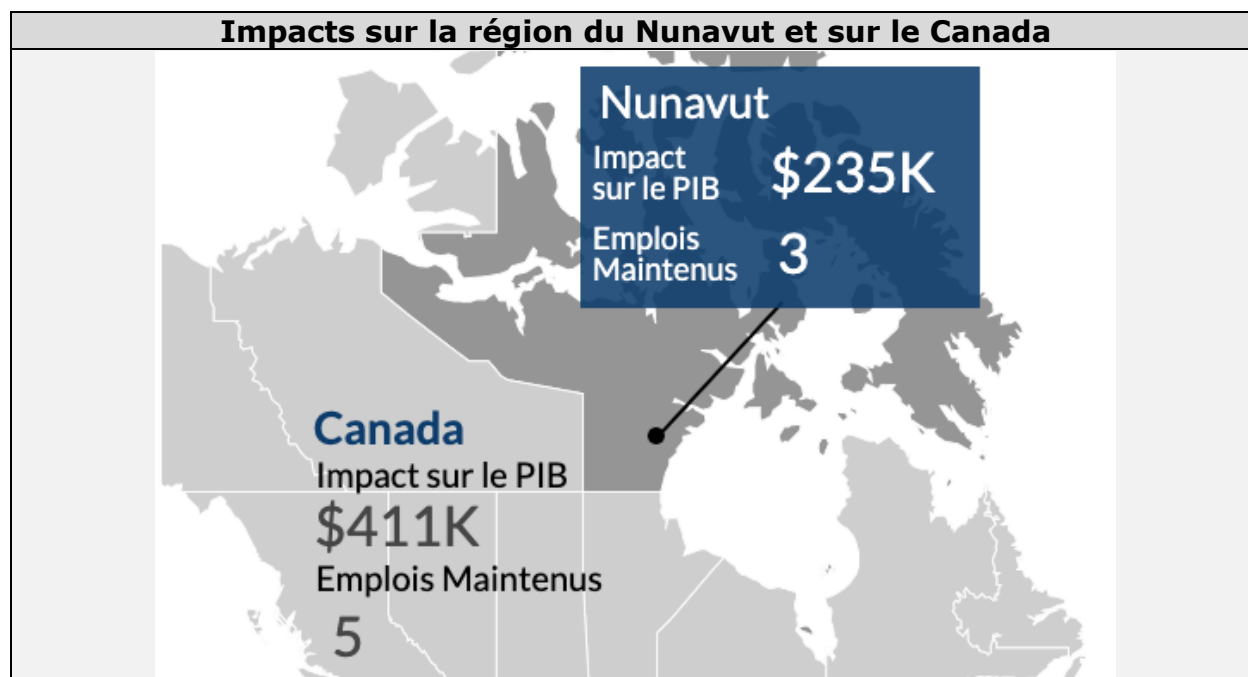 Impacts sur la région du Nunavut et sur le Canada
Nunavut
Impact
sur le PIB
$235K
Emplois
Maintenus
3
Canada
Impact sur le PIB
$411K
Emplois Maintenus
5